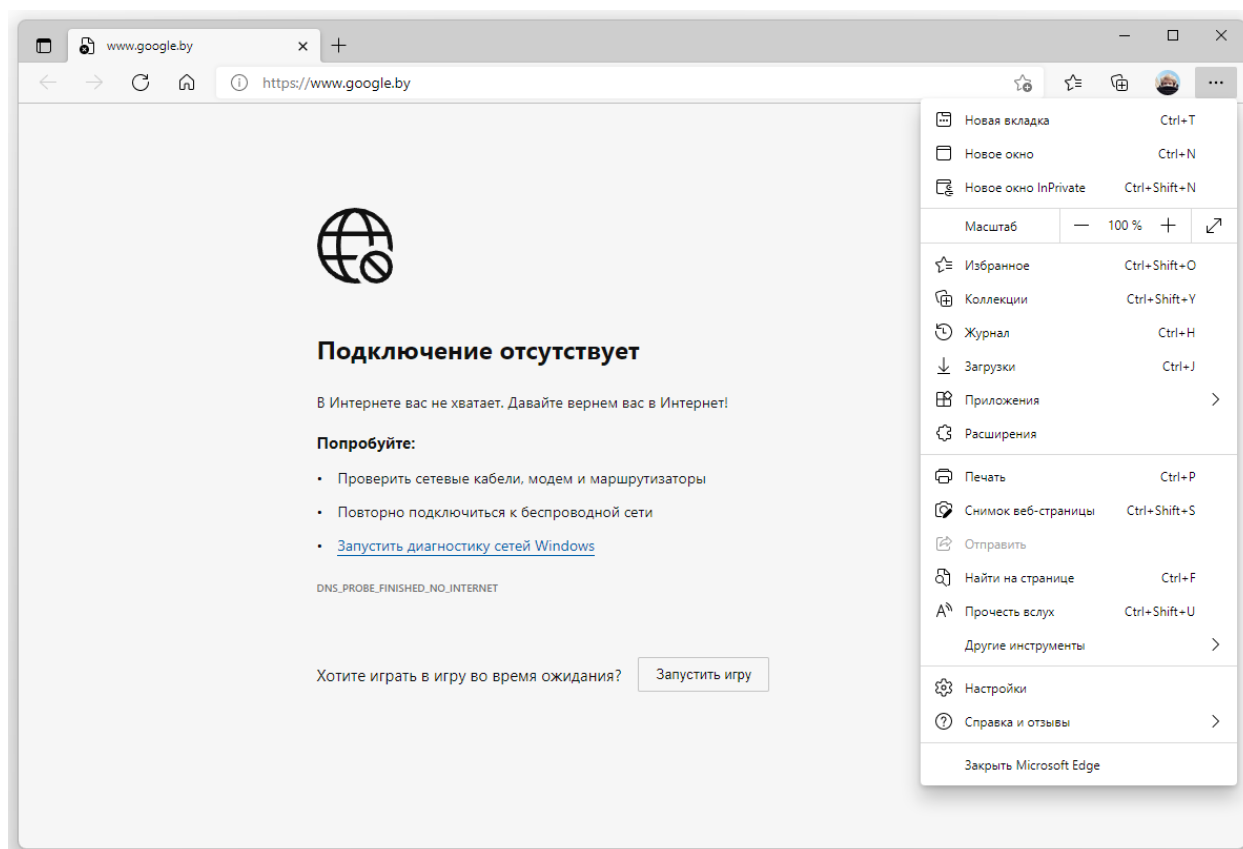 www.google.by
https://www.google.by
Подключение отсутствует
В Интернете вас не хватает. Давайте вернем вас в Интернет!
Попробуйте:
• Проверить сетевые кабели, модем и маршрутизаторы
• Повторно подключиться к беспроводной сети
• Запустить диагностику сетей Windows
DNS_PROBE_FINISHED_NO_INTERNET
Хотите играть в игру во время ожидания? Запустить игру
Новая вкладка Ctrl+T
Новое окно Ctrl+N
Новое окно InPrivate Ctrl+Shift+N
Масштаб — 100 % +
Избранное Ctrl+Shift+O
Коллекции Ctrl+Shift+Y
Журнал Ctrl+H
Загрузки Ctrl+J
Приложения
Расширения
Печать Ctrl+P
Снимок веб-страницы Ctrl+Shift+S
Отправить
Найти на странице Ctrl+F
Прочесть вслух Ctrl+Shift+U
Другие инструменты
Настройки
Справка и отзывы
Закрыть Microsoft Edge